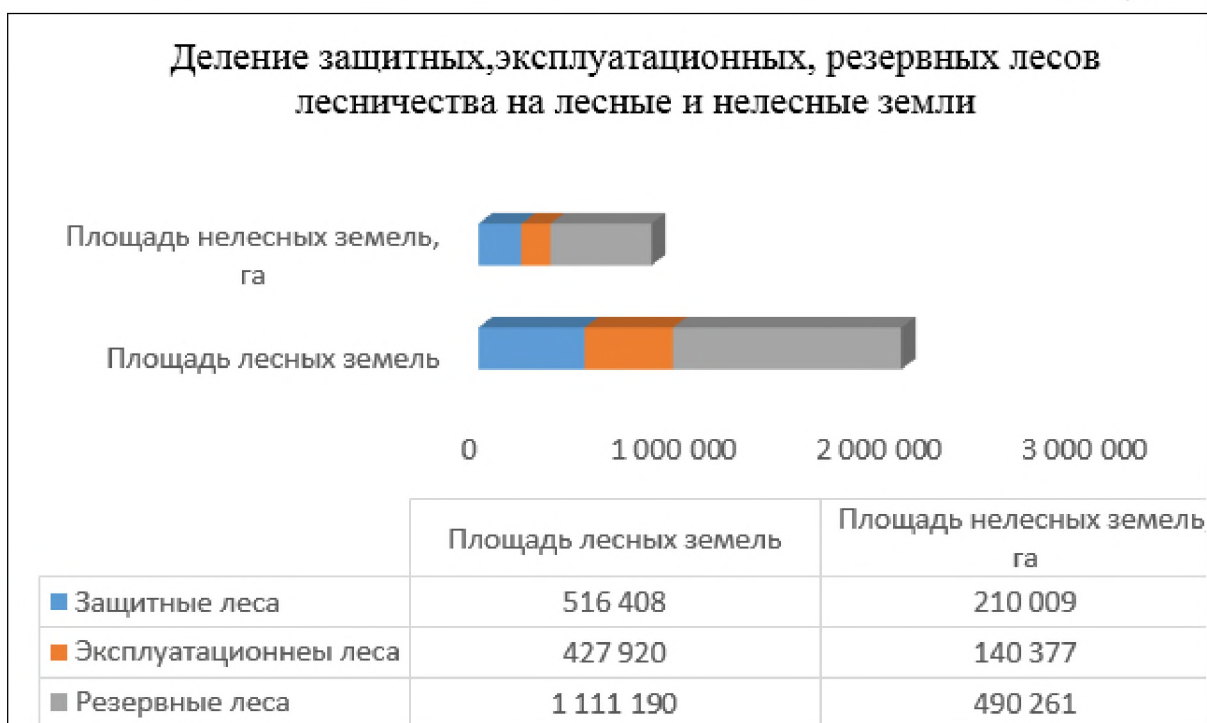 Деление защитных,эксплуатационных, резервных лесов
лесничества на лесные и нелесные земли
Площадь нелесных земель,
га
Площадь лесных земель
0 1 000 000 2 000 000 3 000 000
Площадь лесных земель Площадь нелесных земель,
га
Защитные леса 516 408 210 009
Эксплуатационнеы леса 427 920 140 377
Резервные леса 1 111 190 490 261